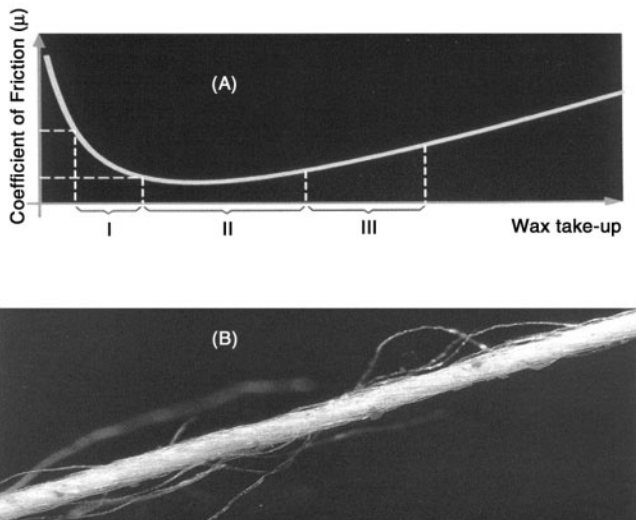 Coefficient of Friction (μ)
(A)
I
II
III
Wax take-up
(B)